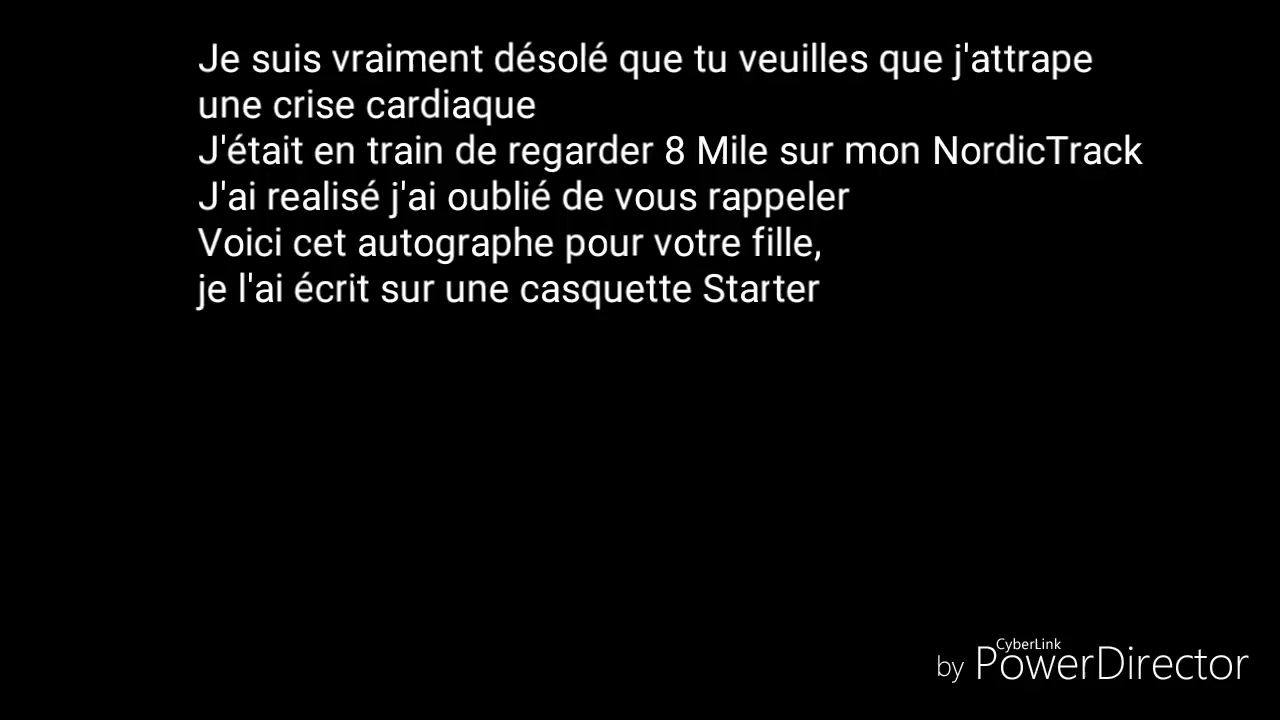 Je suis vraiment désolé que tu veuilles que j'attrape
une crise cardiaque
J'était en train de regarder 8 Mile sur mon NordicTrack
J'ai realisé j'ai oublié de vous rappeler
Voici cet autographe pour votre fille,
je l'ai écrit sur une casquette Starter
CyberLink
by PowerDirector